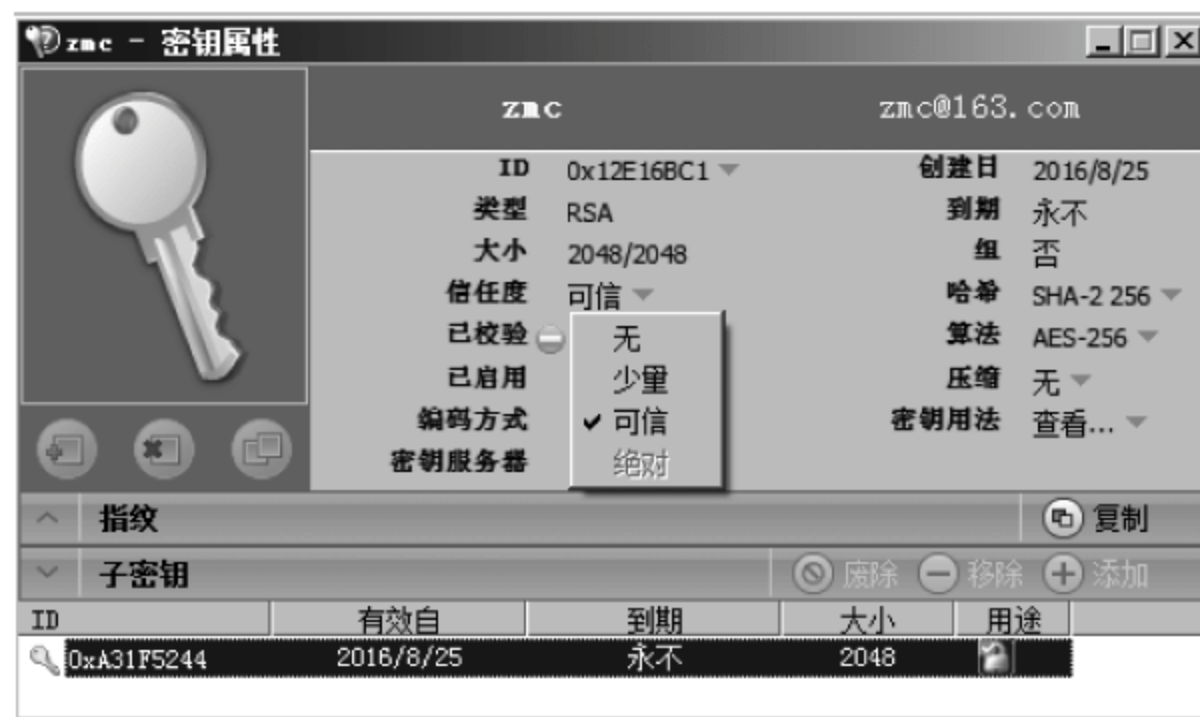 zmc - 密钥属性
zmc zmc@163.com
ID 0x12E16BC1 创建日 2016/8/25
类型 RSA 到期 永不
大小 2048/2048 组 否
信任度 可信 哈希 SHA-2 256
已校验 无 算法 AES-256
已启用 少量 压缩 无
编码方式 可信 密钥用法 查看...
密钥服务器 绝对
指纹 复制
子密钥 废除 移除 添加
ID 有效自 到期 大小 用途
0xA31F5244 2016/8/25 永不 2048